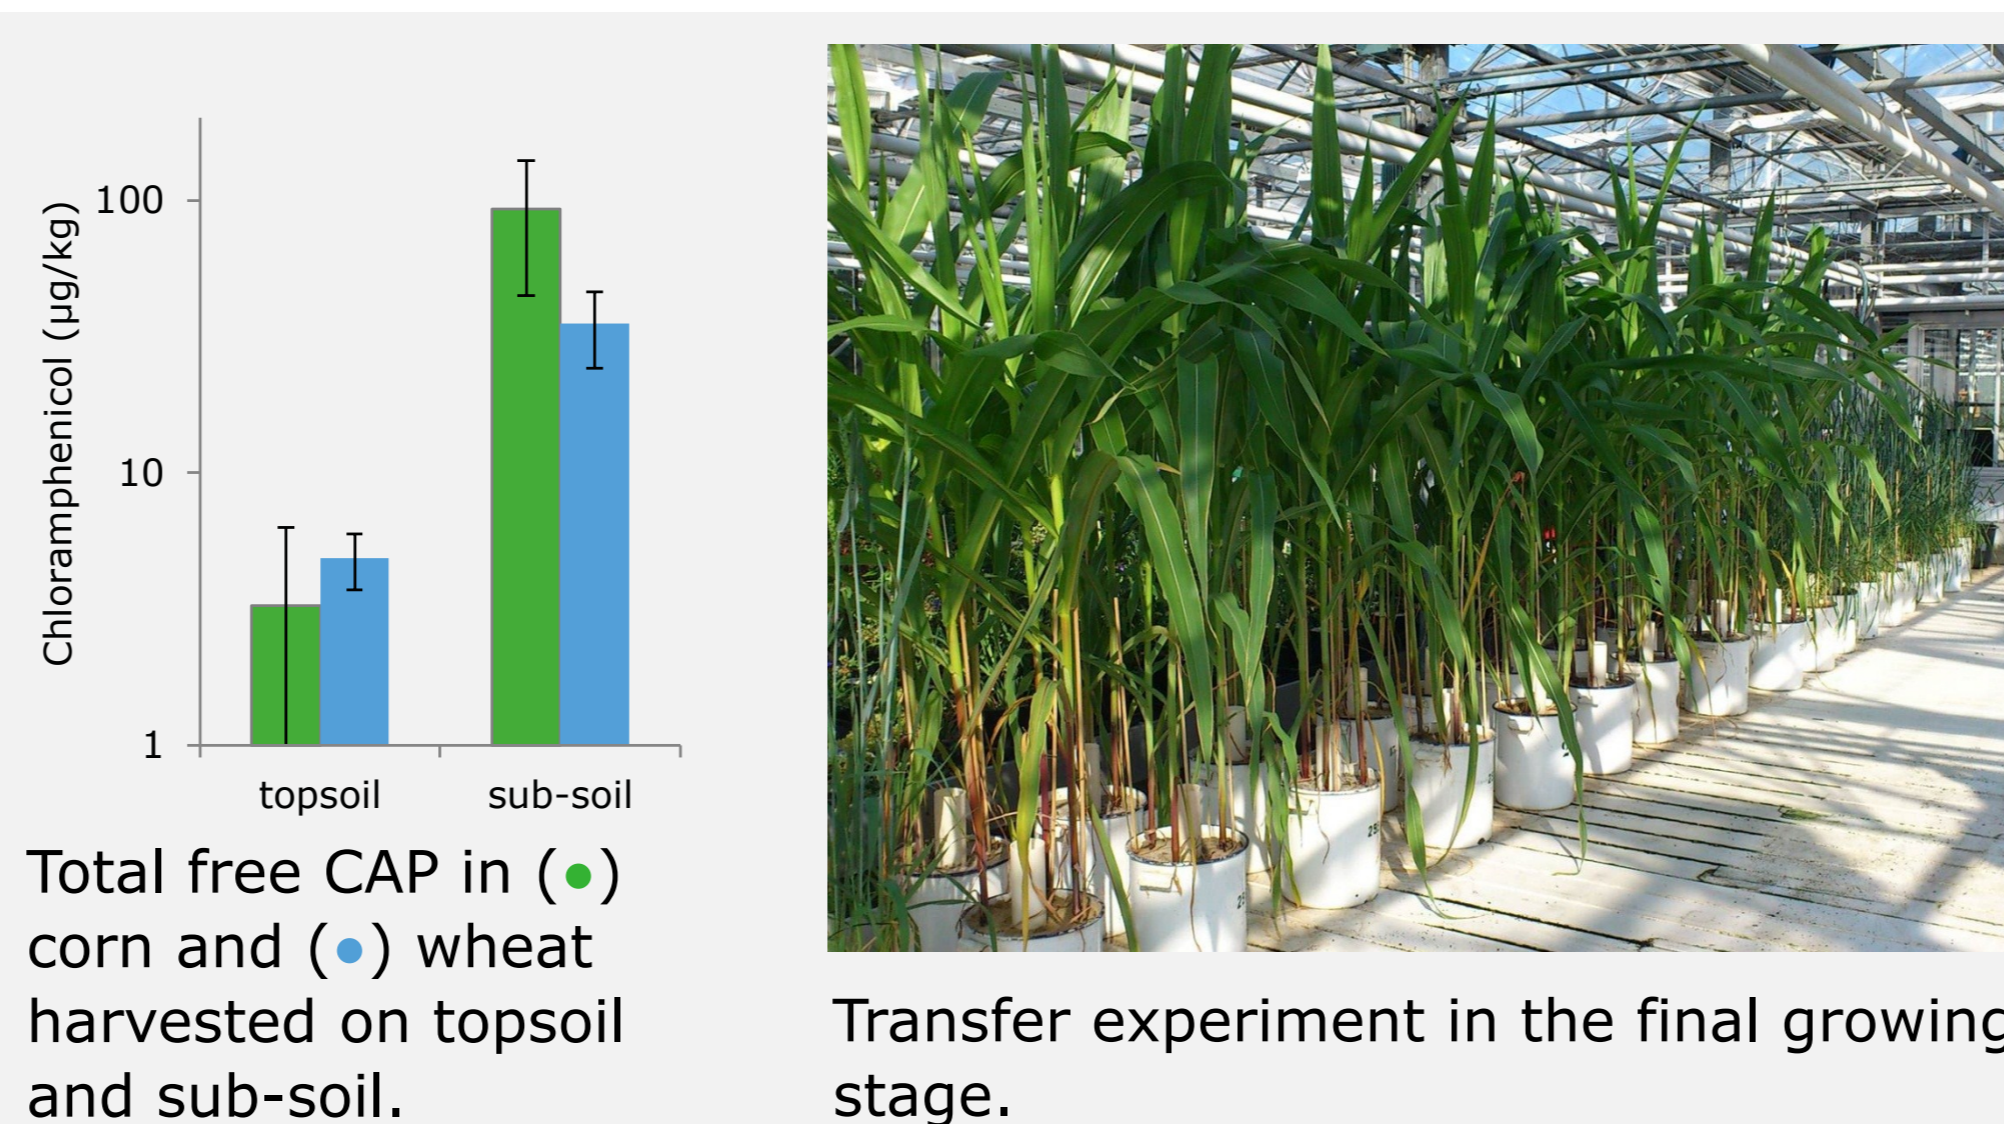 Chloramphenicol (µg/kg)
100
10
1
topsoil
sub-soil
Total free CAP in (●)
corn and (●) wheat
harvested on topsoil
and sub-soil.
Transfer experiment in the final growing
stage.